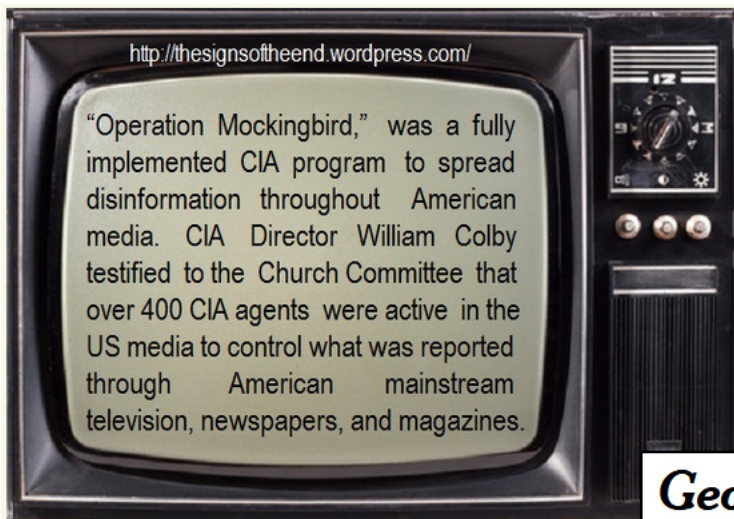 http://thesignsoftheend.wordpress.com/
“Operation Mockingbird,” was a fully
implemented CIA program to spread
disinformation throughout American
media. CIA Director William Colby
testified to the Church Committee that
over 400 CIA agents were active in the
US media to control what was reported
through American mainstream
television, newspapers, and magazines.
12
3
9